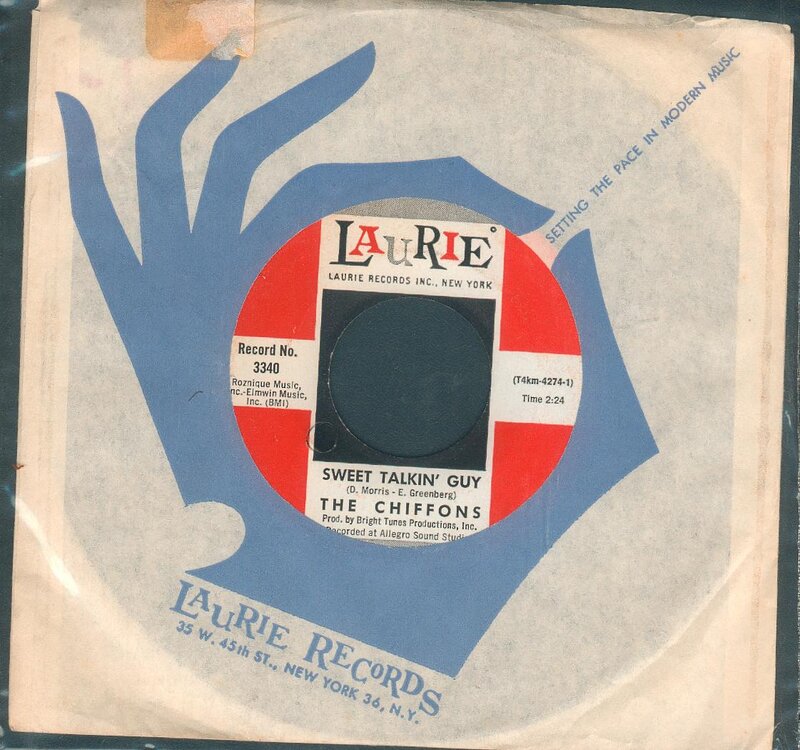 SETTING THE PACE IN MODERN MUSIC
LAURIE
LAURIE RECORDS INC., NEW YORK
Record No.
3340
Roznique Music,
nc.-Elmwin Music,
Inc. (BMI)
(T4km-4274-1)
Time 2:24
SWEET TALKIN' GUY
(D. Morris - E. Greenberg)
THE CHIFFONS
Prod. by Bright Tunes Productions, Inc.
Recorded at Allegro Sound Studi
LAURIE RECORDS
35 W. 45th ST., NEW YORK 36, N.Y.